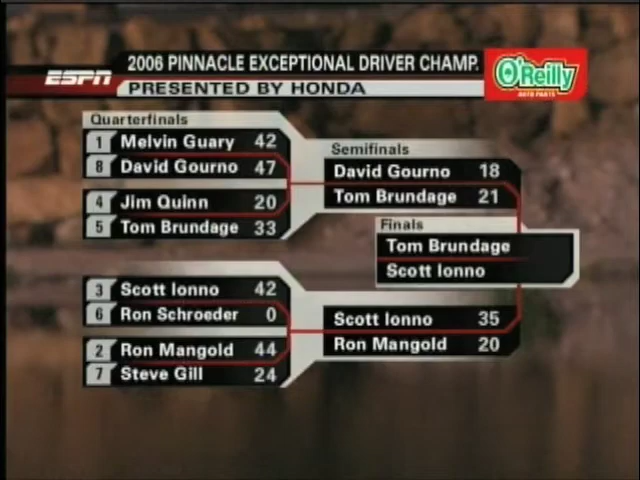 ESPN
2006 PINNACLE EXCEPTIONAL DRIVER CHAMP.
PRESENTED BY HONDA
O'Reilly
AUTO PARTS
Quarterfinals
1 Melvin Guary 42
8 David Gourno 47
4 Jim Quinn 20
5 Tom Brundage 33
3 Scott Ionno 42
6 Ron Schroeder 0
2 Ron Mangold 44
7 Steve Gill 24
Semifinals
David Gourno 18
Tom Brundage 21
Scott Ionno 35
Ron Mangold 20
Finals
Tom Brundage
Scott Ionno